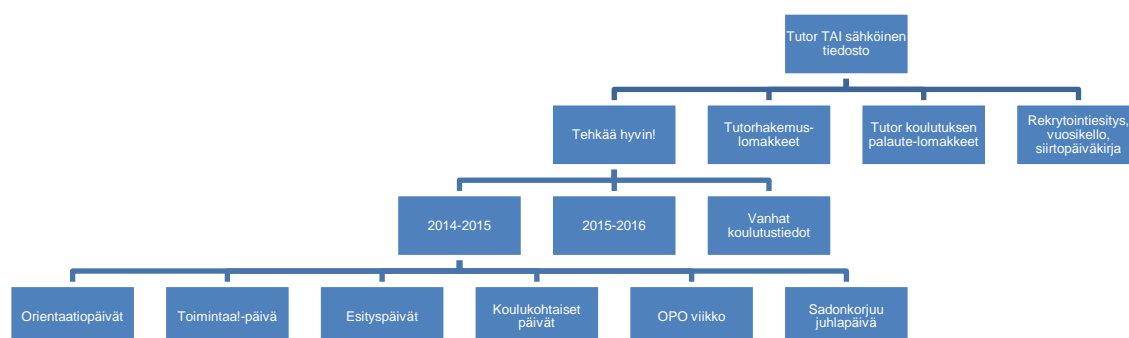 Tutor TAI sähköinen
tiedosto
Tehkää hyvin!
Tutorhakemus-
lomakkeet
Tutor koulutuksen
palaute-lomakkeet
Rekrytointiesitys,
vuosikello,
siirtopäiväkirja
2014-2015
2015-2016
Vanhat
koulutustiedot
Orientaatiopäivät
Toimintaa!-päivä
Esityspäivät
Koulukohtaiset
päivät
OPO viikko
Sadonkorjuu
juhlapäivä